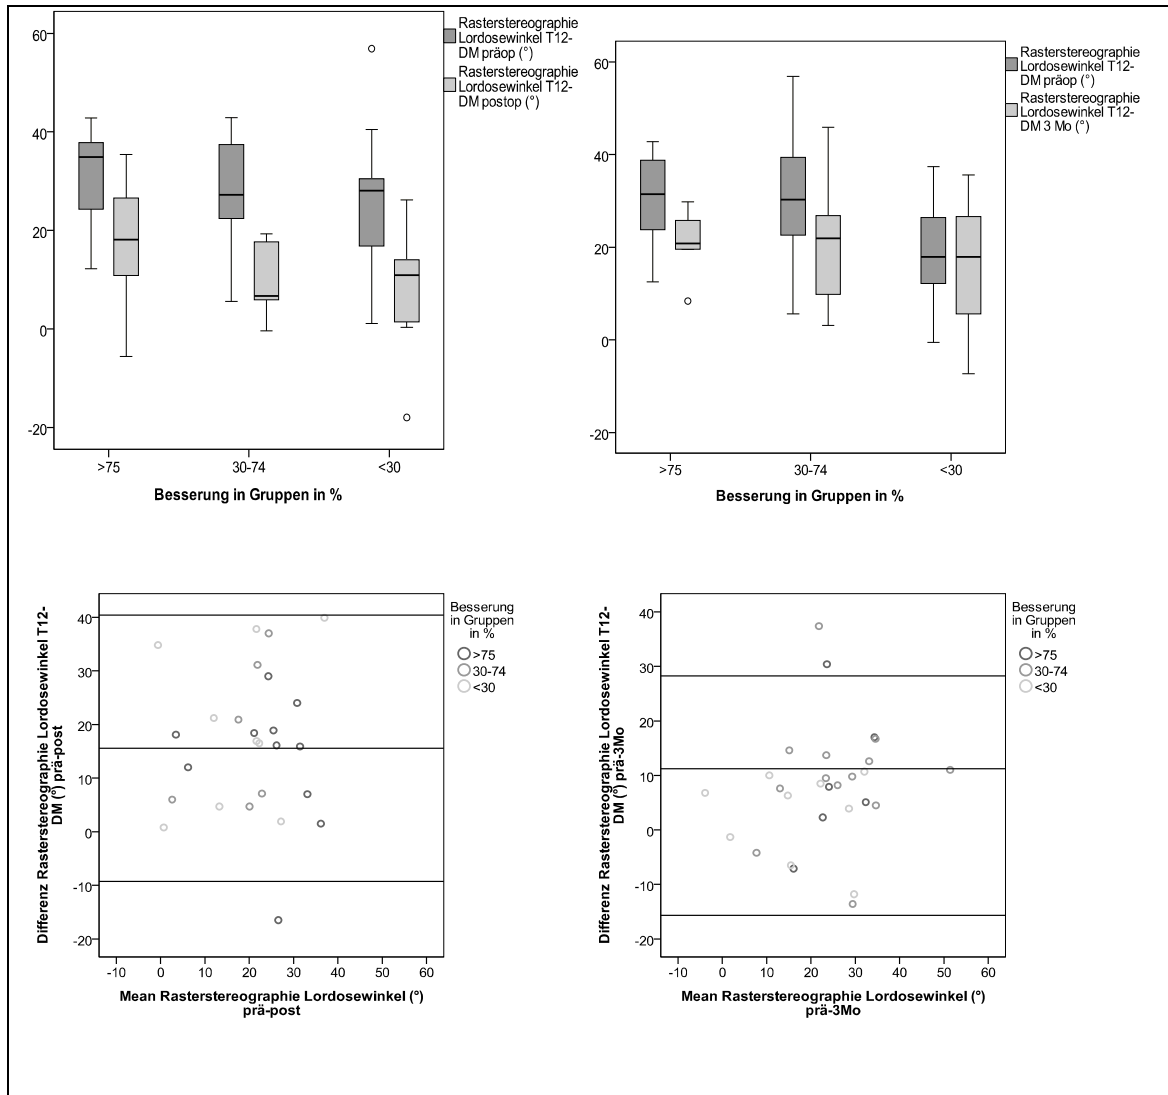 Rasterstereographie
Lordosewinkel T12-
DM präop (°)
Rasterstereographie
Lordosewinkel T12-
DM postop (°)
60
40
20
0
-20
>75
30-74
<30
Besserung in Gruppen in %
Rasterstereographie
Lordosewinkel T12-
DM präop (°)
Rasterstereographie
Lordosewinkel T12-
DM 3 Mo (°)
60
40
20
0
-20
>75
30-74
<30
Besserung in Gruppen in %
Differenz Rasterstereographie Lordosewinkel T12-
DM (°) prä-post
40
30
20
10
0
-10
-20
-10 0 10 20 30 40 50 60
Mean Rasterstereographie Lordosewinkel (°)
prä-post
Besserung
in Gruppen
in %
>75
30-74
<30
Differenz Rasterstereographie Lordosewinkel T12-
DM (°) prä-3Mo
40
30
20
10
0
-10
-20
-10 0 10 20 30 40 50 60
Mean Rasterstereographie Lordosewinkel (°)
prä-3Mo
Besserung
in Gruppen
in %
>75
30-74
<30